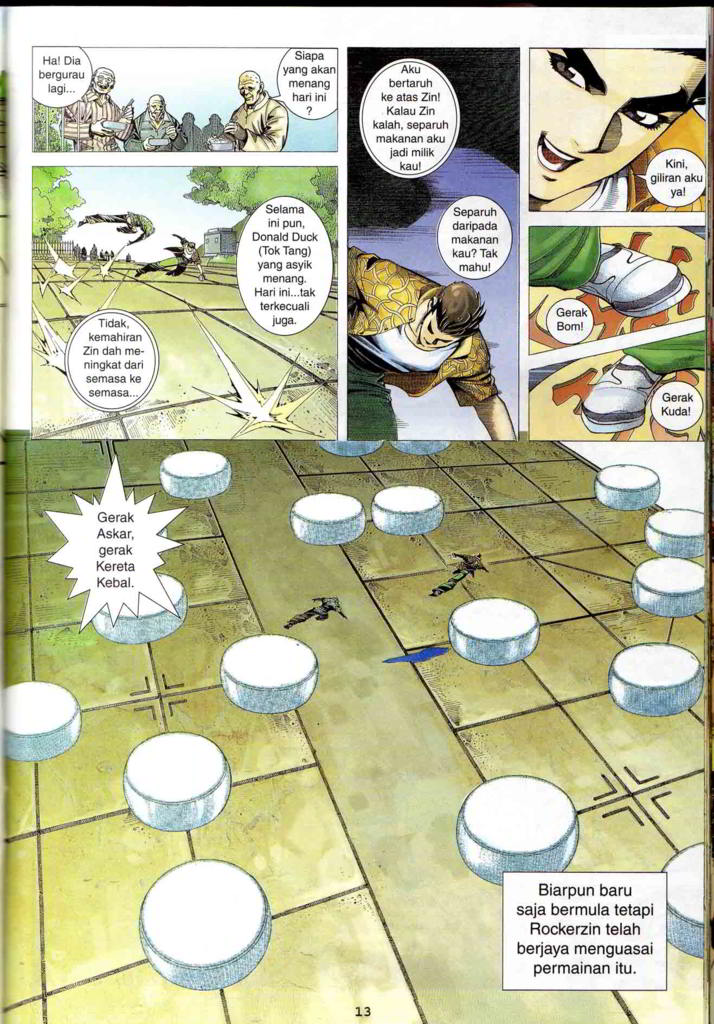 Ha! Dia
bergurau
lagi...
Siapa
yang akan
menang
hari ini
?
Selama
ini pun,
Donald Duck
(Tok Tang)
yang asyik
menang.
Hari ini...tak
terkecuali
juga.
Tidak,
kemahiran
Zin dah me-
ningkat dari
semasa ke
semasa...
Aku
bertaruh
ke atas Zin!
Kalau Zin
kalah, separuh
makanan aku
jadi milik
kau!
Separuh
daripada
makanan
kau? Tak
mahu!
Kini,
giliran aku
ya!
Gerak
Bom!
Gerak
Kuda!
Gerak
Askar,
gerak
Kereta
Kebal.
Biarpun baru
saja bermula tetapi
Rockerzin telah
berjaya menguasai
permainan itu.
13